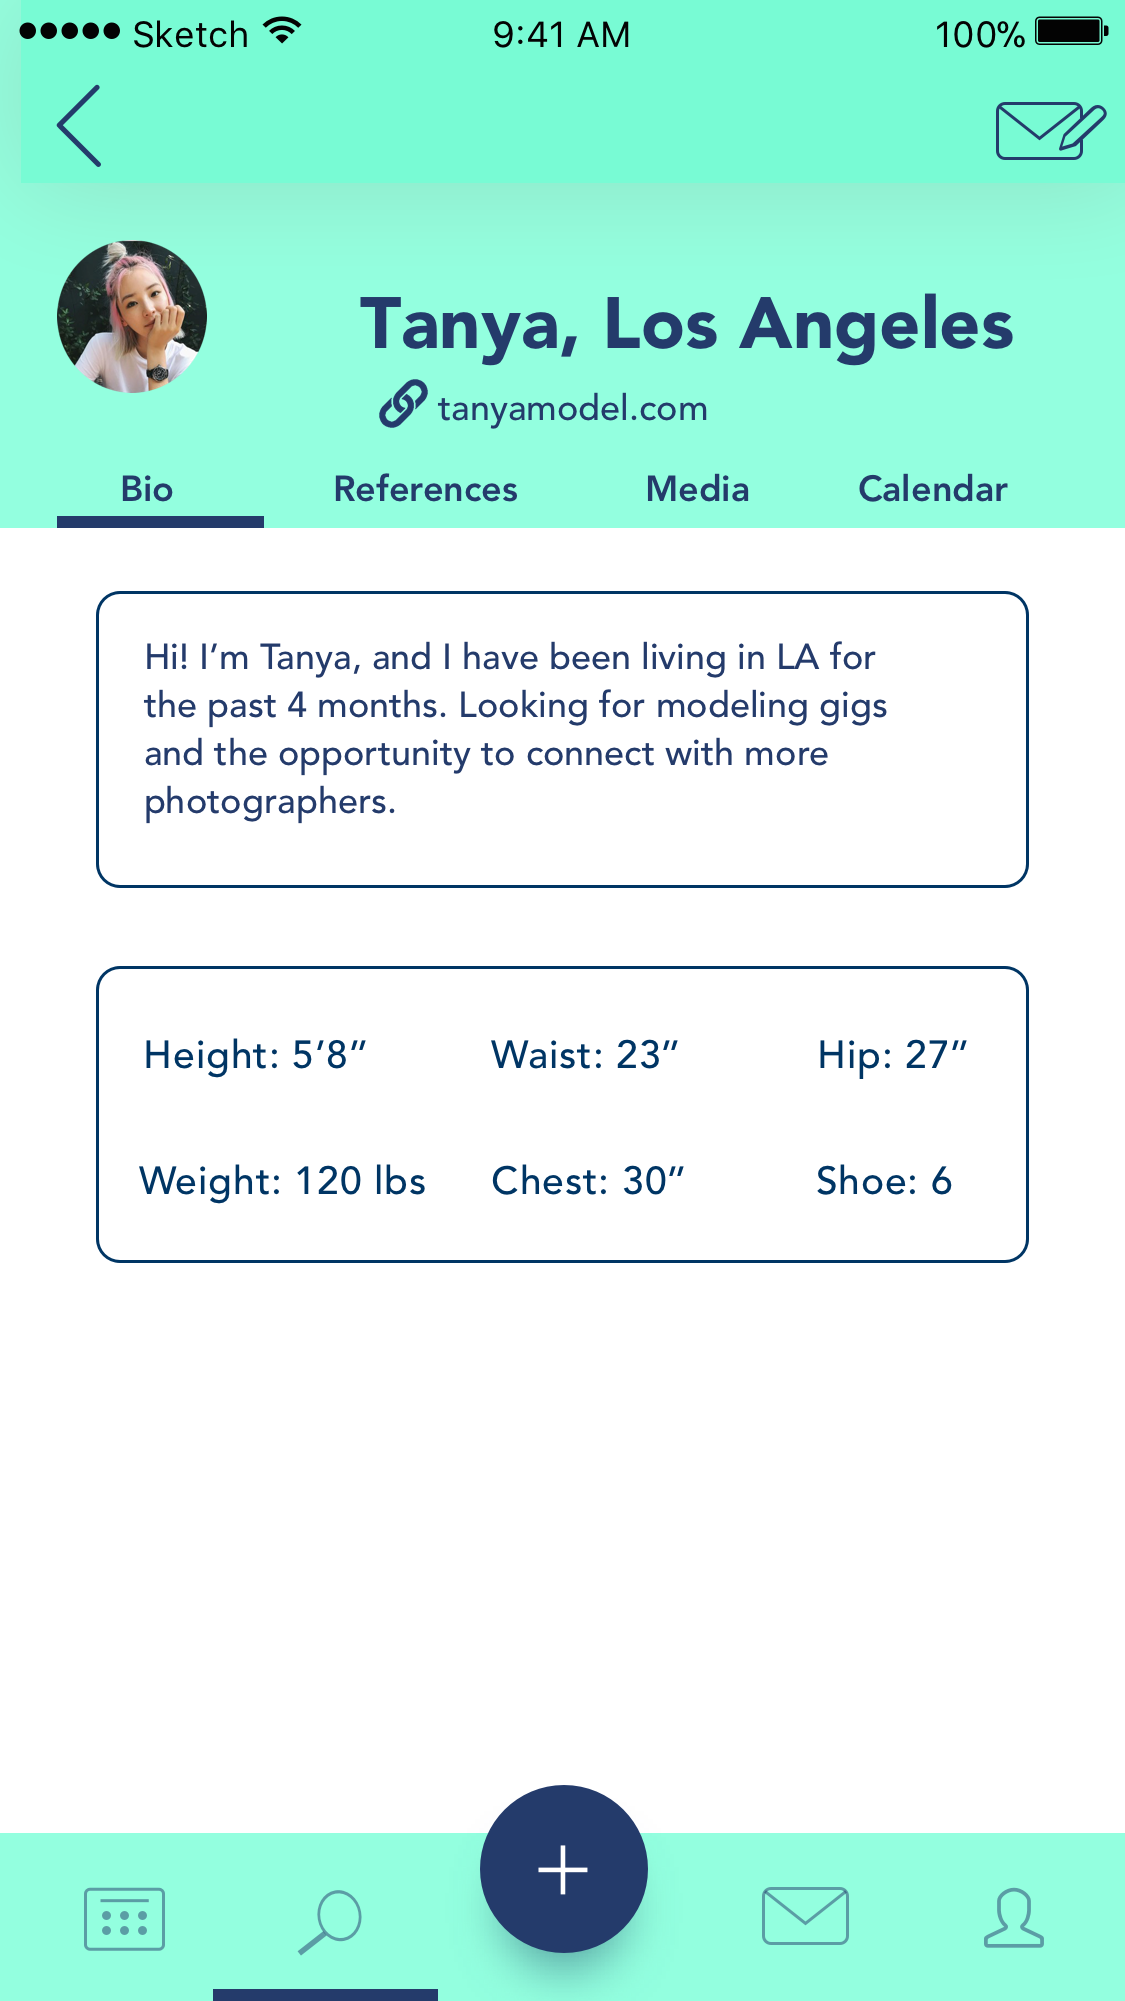 Sketch 9:41 AM 100%
Tanya, Los Angeles
tanyamodel.com
Bio References Media Calendar
Hi! I’m Tanya, and I have been living in LA for
the past 4 months. Looking for modeling gigs
and the opportunity to connect with more
photographers.
Height: 5’8” Waist: 23” Hip: 27”
Weight: 120 lbs Chest: 30” Shoe: 6